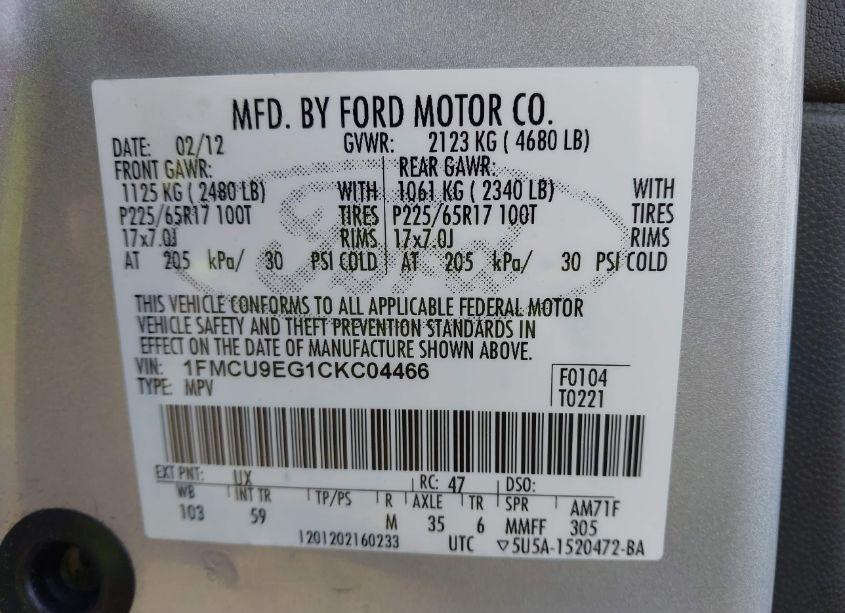 MFD. BY FORD MOTOR CO.
DATE: 02/12 GVWR: 2123 KG ( 4680 LB)
FRONT GAWR: REAR GAWR:
1125 KG ( 2480 LB) WITH 1061 KG ( 2340 LB) WITH
P225/65R17 100T TIRES P225/65R17 100T TIRES
17x7.0J RIMS 17x7.0J RIMS
AT 205 kPa/ 30 PSI COLD AT 205 kPa/ 30 PSI COLD
Ford
THIS VEHICLE CONFORMS TO ALL APPLICABLE FEDERAL MOTOR
VEHICLE SAFETY AND THEFT PREVENTION STANDARDS IN
EFFECT ON THE DATE OF MANUFACTURE SHOWN ABOVE.
VIN: 1FMCU9EG1CKC04466
TYPE: MPV
F0104
T0221
EXT PNT: UX RC: 47 DSO:
WB INT TR TP/PS R AXLE TR SPR AM71F
103 59 M 35 6 MMFF 305
1201202160233 UTC ▽5U5A-1520472-BA